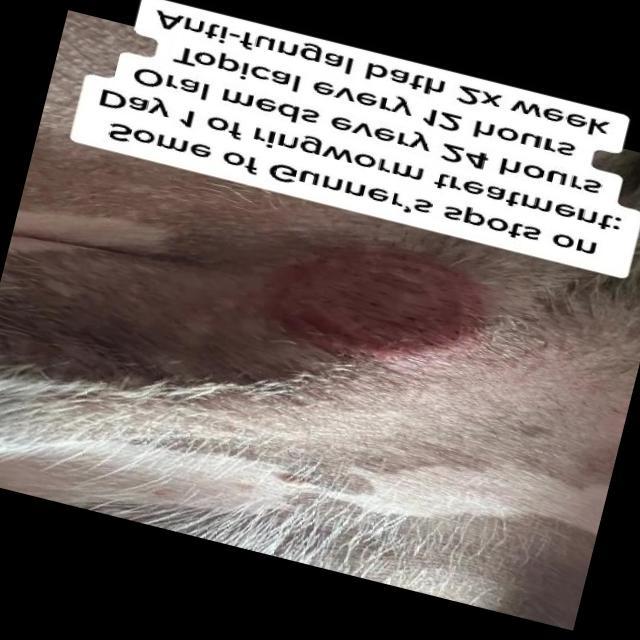 Some of Gunner's spots on
Day 1 of ringworm treatment:
Oral meds every 24 hours
Topical every 12 hours
Anti-fungal bath 2x week